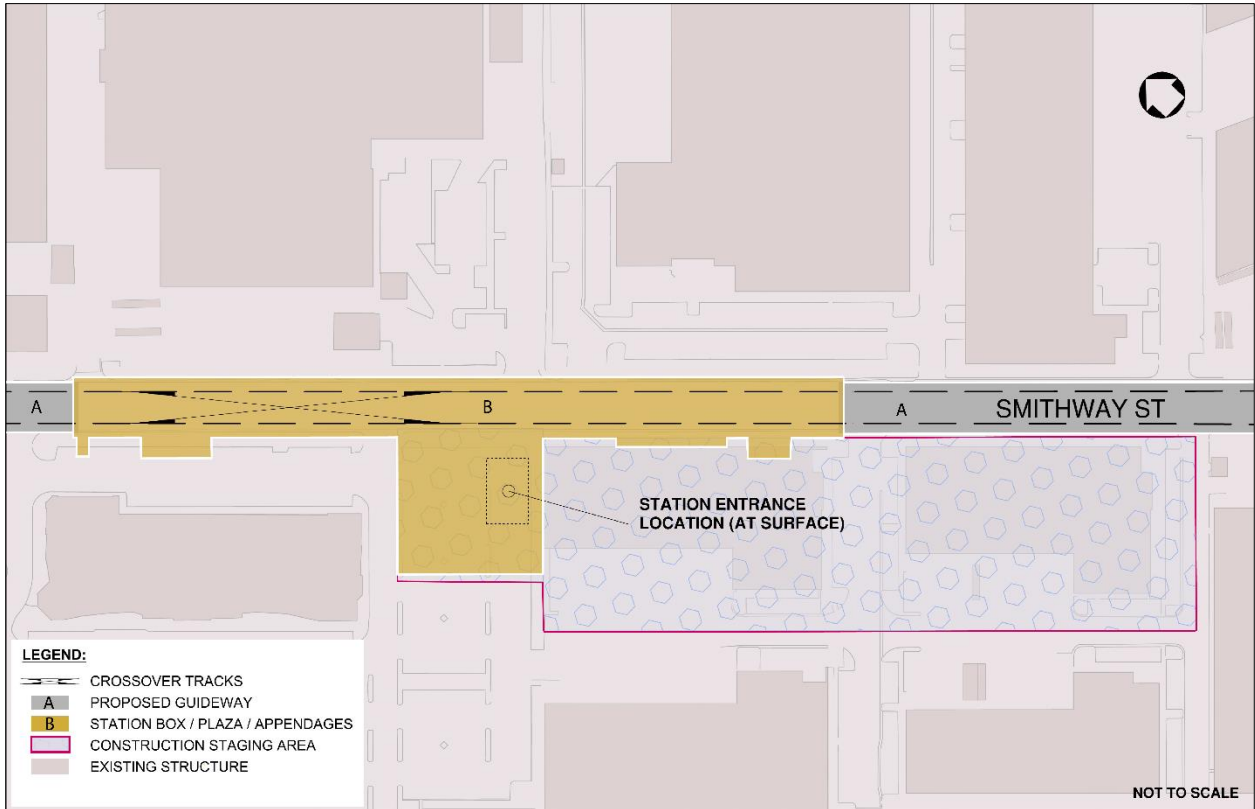 A
B
A
SMITHWAY ST
STATION ENTRANCE
LOCATION (AT SURFACE)
LEGEND:
CROSSOVER TRACKS
A PROPOSED GUIDEWAY
B STATION BOX / PLAZA / APPENDAGES
CONSTRUCTION STAGING AREA
EXISTING STRUCTURE
NOT TO SCALE